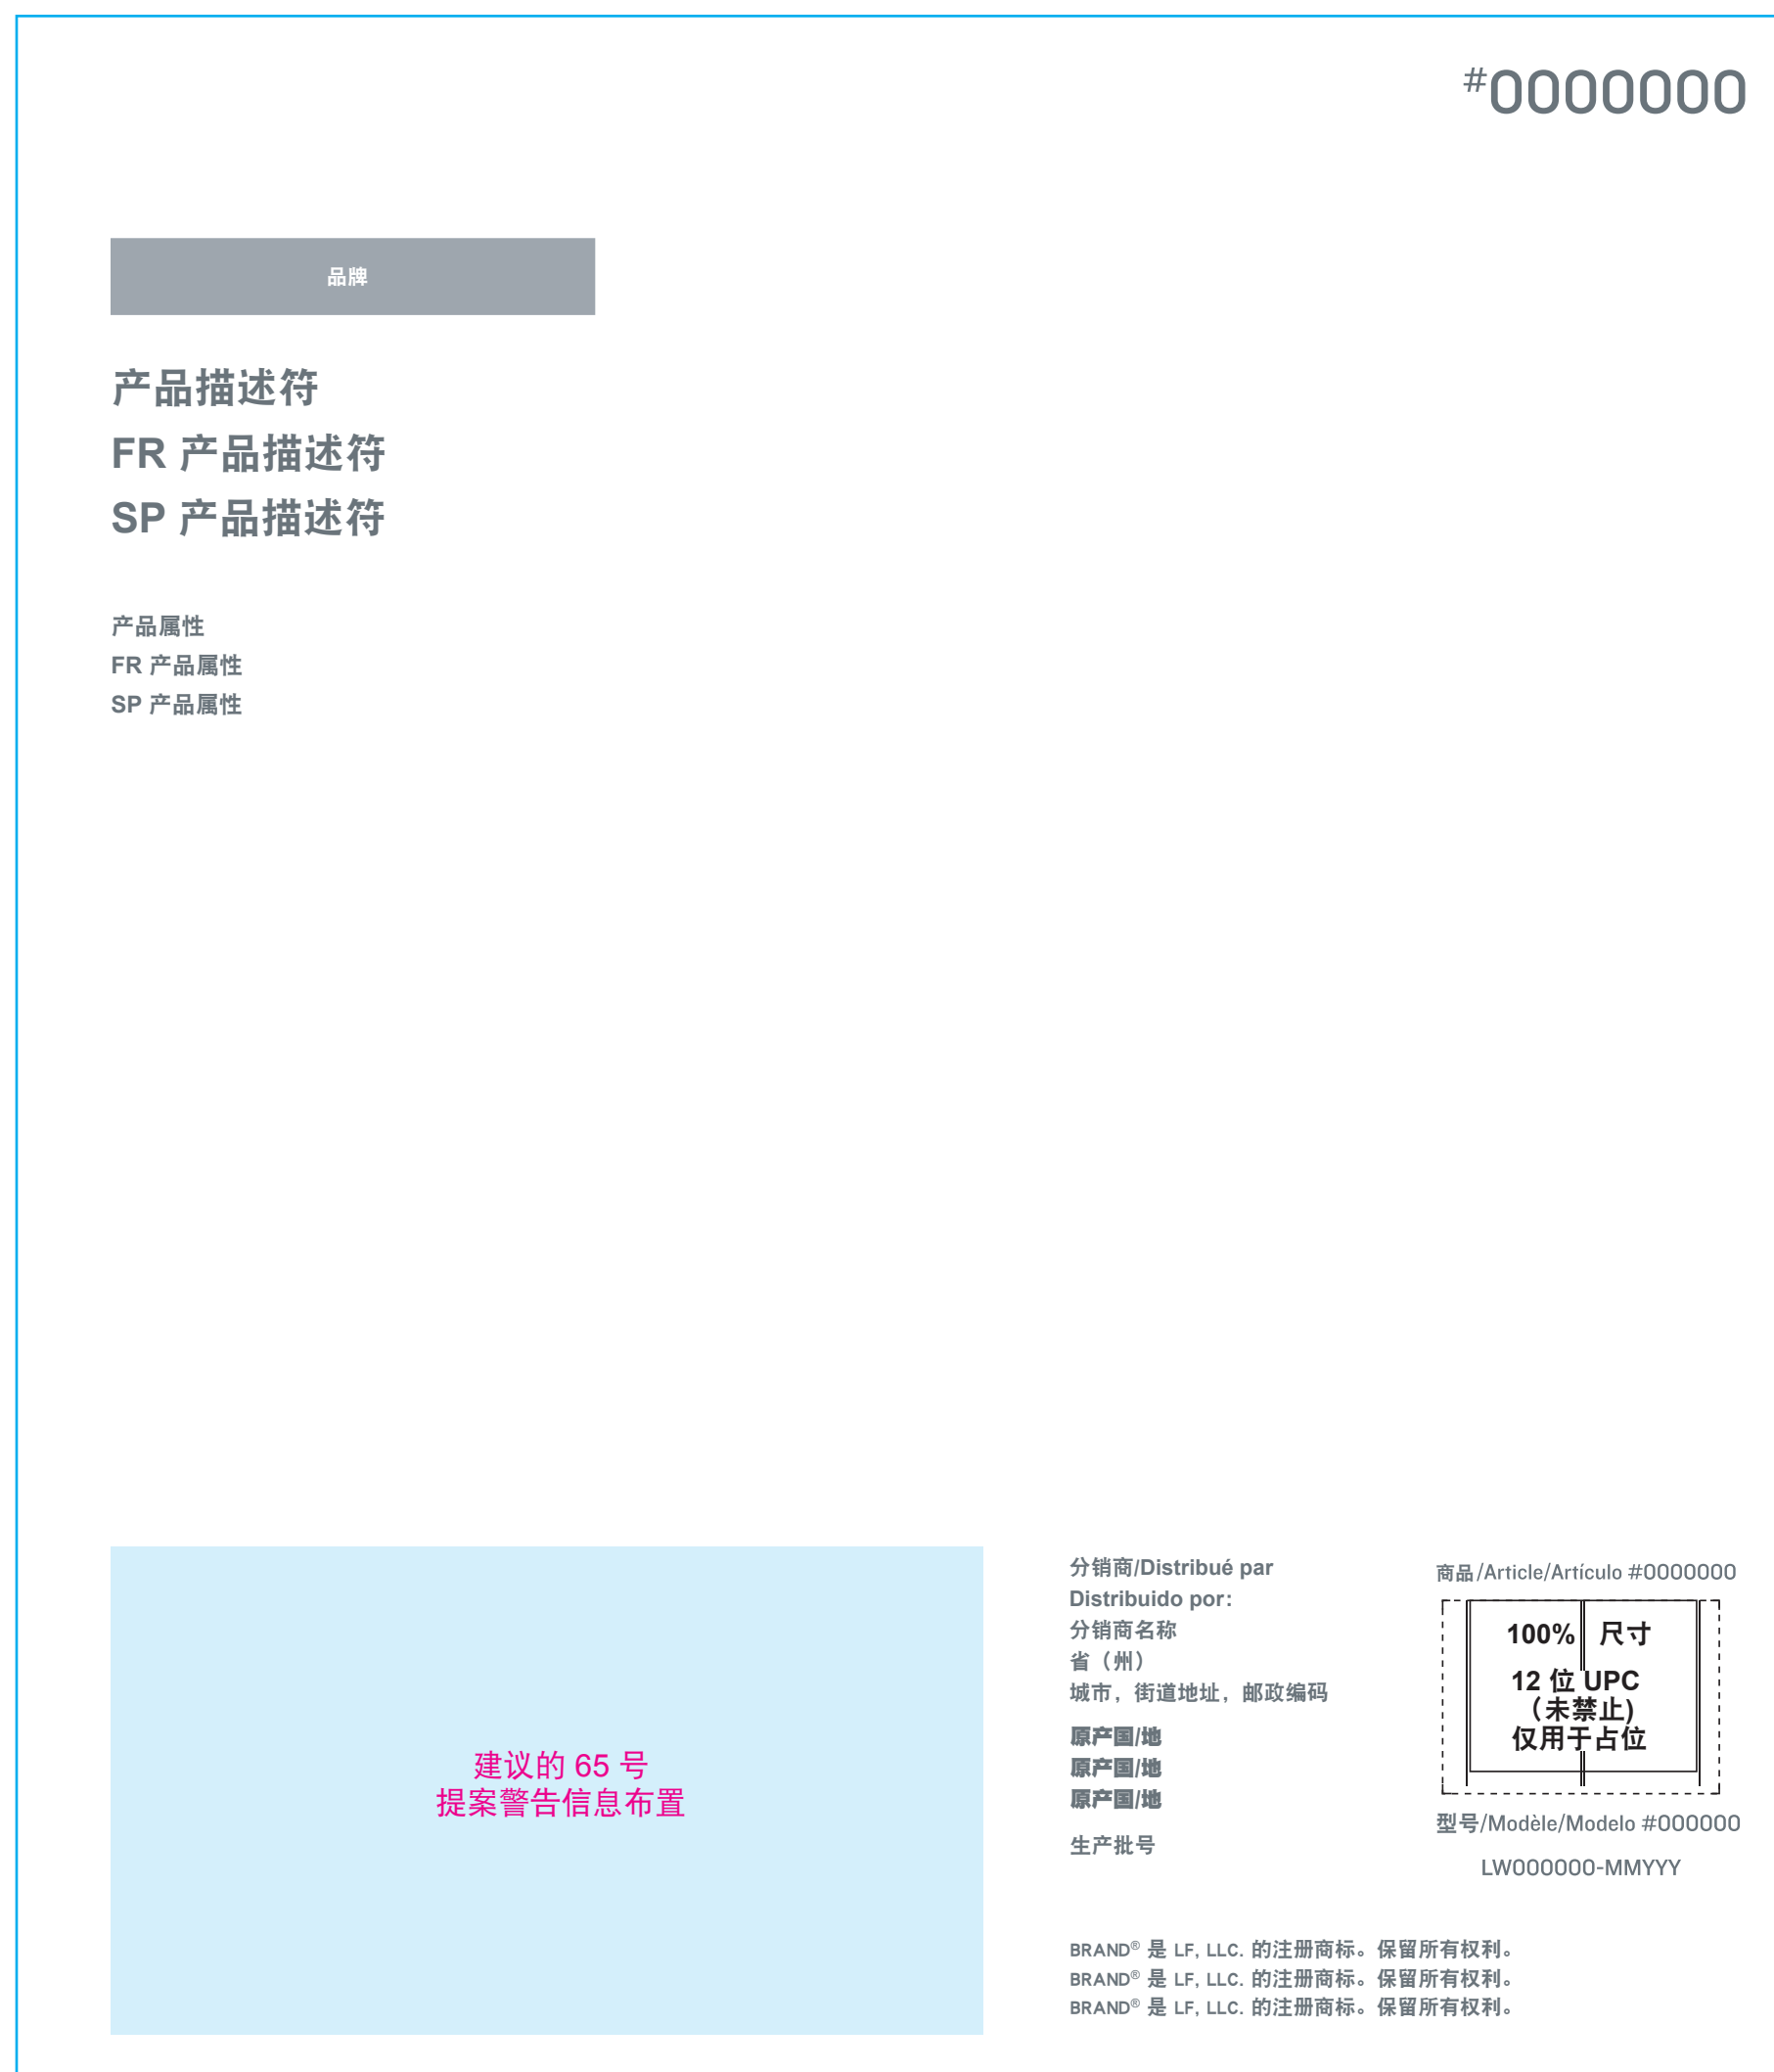 #0000000
品牌
产品描述符
FR 产品描述符
SP 产品描述符
产品属性
FR 产品属性
SP 产品属性
建议的 65 号
提案警告信息布置
分销商/Distribué par
Distribuido por:
分销商名称
省（州）
城市，街道地址，邮政编码
原产国/地
原产国/地
原产国/地
生产批号
商品/Article/Artículo #0000000
100% 尺寸
12 位 UPC
（未禁止)
仅用于占位
型号/Modèle/Modelo #000000
LW000000-MMYYY
BRAND® 是 LF, LLC. 的注册商标。保留所有权利。
BRAND® 是 LF, LLC. 的注册商标。保留所有权利。
BRAND® 是 LF, LLC. 的注册商标。保留所有权利。